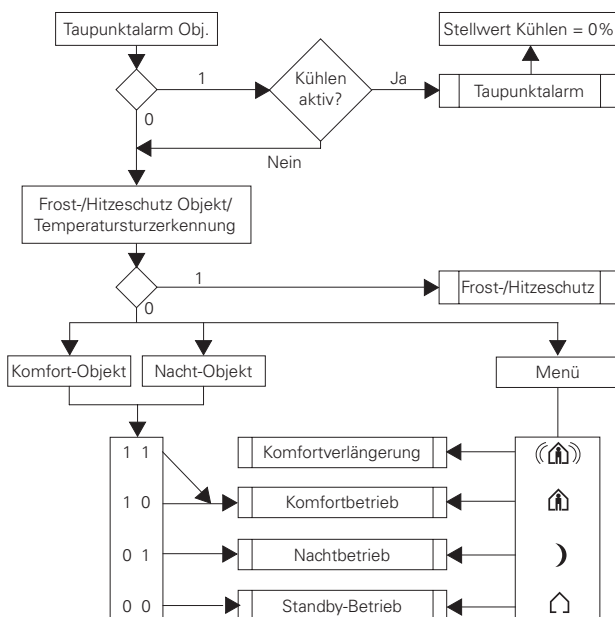 Taupunktalarm Obj.
Stellwert Kühlen = 0%
1
Kühlen
aktiv?
Ja
Taupunktalarm
0
Nein
Frost-/Hitzeschutz Objekt/
Temperatursturzerkennung
1
Frost-/Hitzeschutz
0
Komfort-Objekt
Nacht-Objekt
Menü
1 1
Komfortverlängerung
1 0
Komfortbetrieb
0 1
Nachtbetrieb
0 0
Standby-Betrieb